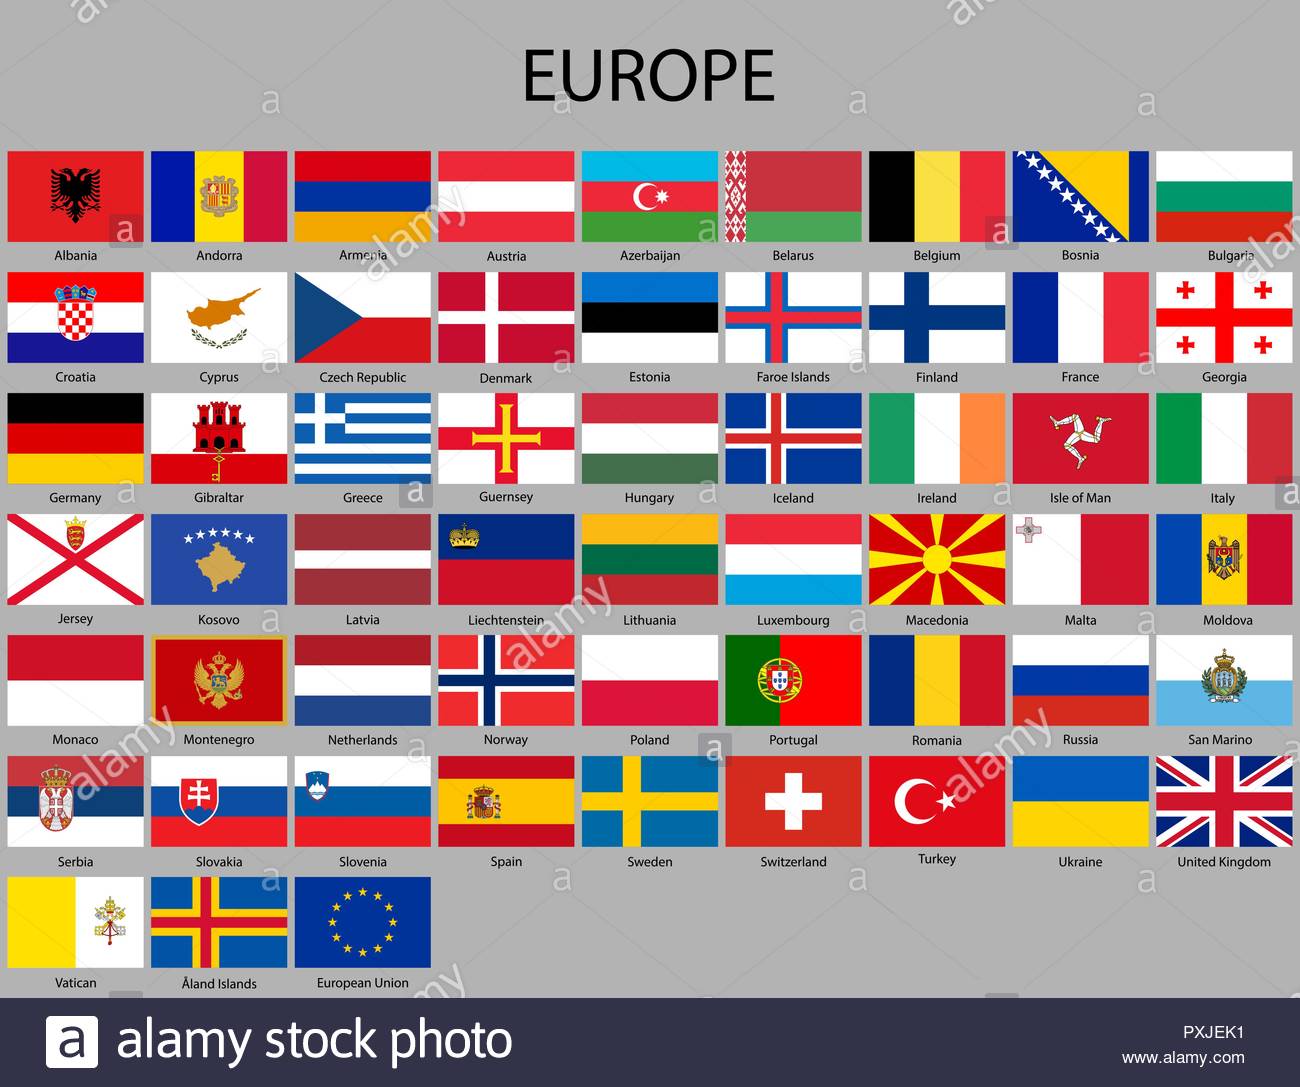 EUROPE
Albania Andorra Armenia Austria Azerbaijan Belarus Belgium Bosnia Bulgaria
Croatia Cyprus Czech Republic Denmark Estonia Faroe Islands Finland France Georgia
Germany Gibraltar Greece Guernsey Hungary Iceland Ireland Isle of Man Italy
Jersey Kosovo Latvia Liechtenstein Lithuania Luxembourg Macedonia Malta Moldova
Monaco Montenegro Netherlands Norway Poland Portugal Romania Russia San Marino
Serbia Slovakia Slovenia Spain Sweden Switzerland Turkey Ukraine United Kingdom
Vatican Åland Islands European Union
a alamy stock photo
PXJEK1
www.alamy.com